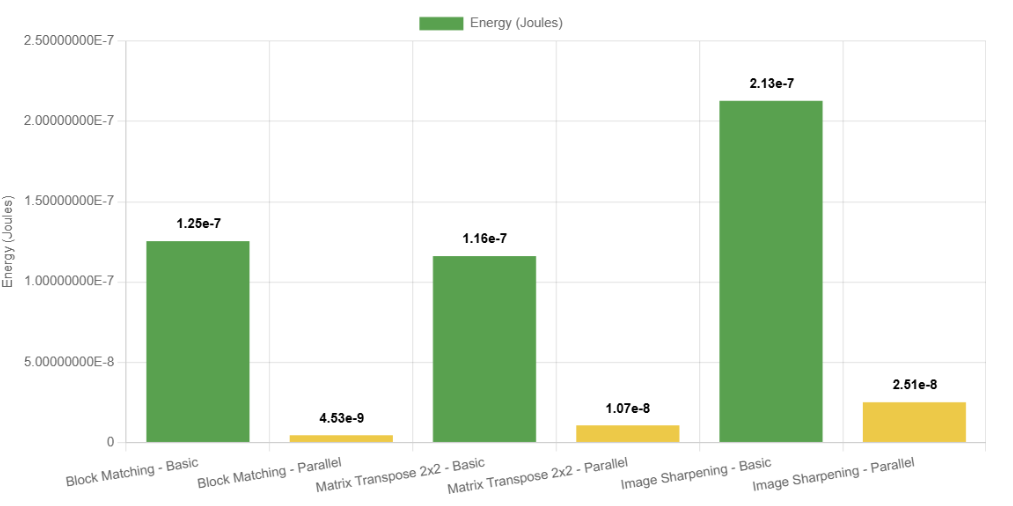 Energy (Joules)
2.50000000E-7
2.13e-7
2.00000000E-7
1.50000000E-7
1.25e-7
1.16e-7
Energy (Joules)
1.00000000E-7
5.00000000E-8
2.51e-8
1.07e-8
4.53e-9
0
Block Matching - Basic
Block Matching - Parallel
Matrix Transpose 2x2 - Basic
Matrix Transpose 2x2 - Parallel
Image Sharpening - Basic
Image Sharpening - Parallel